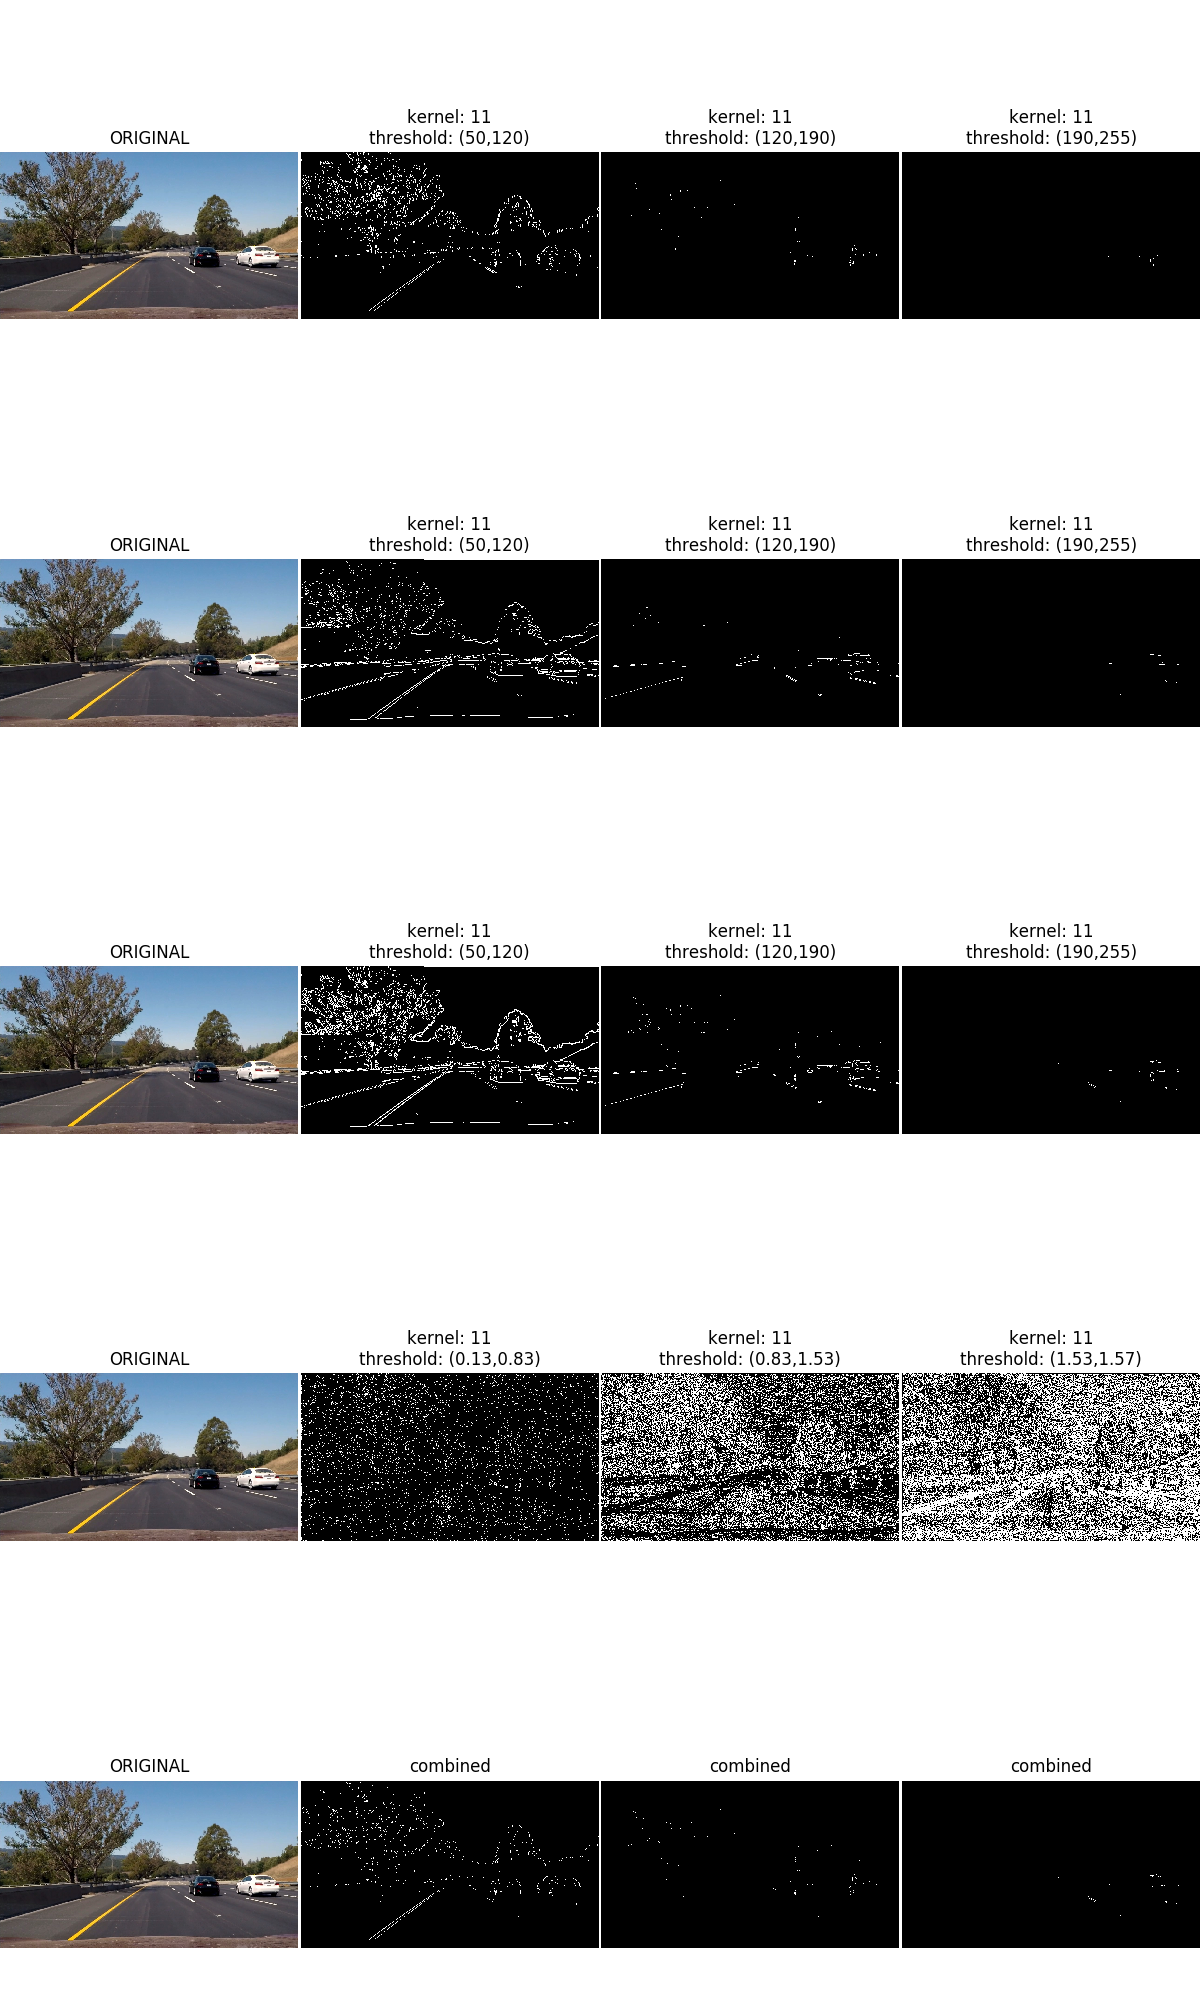 ORIGINAL
kernel: 11
threshold: (50,120)
kernel: 11
threshold: (120,190)
kernel: 11
threshold: (190,255)
ORIGINAL
kernel: 11
threshold: (50,120)
kernel: 11
threshold: (120,190)
kernel: 11
threshold: (190,255)
ORIGINAL
kernel: 11
threshold: (50,120)
kernel: 11
threshold: (120,190)
kernel: 11
threshold: (190,255)
ORIGINAL
kernel: 11
threshold: (0.13,0.83)
kernel: 11
threshold: (0.83,1.53)
kernel: 11
threshold: (1.53,1.57)
ORIGINAL
combined
combined
combined